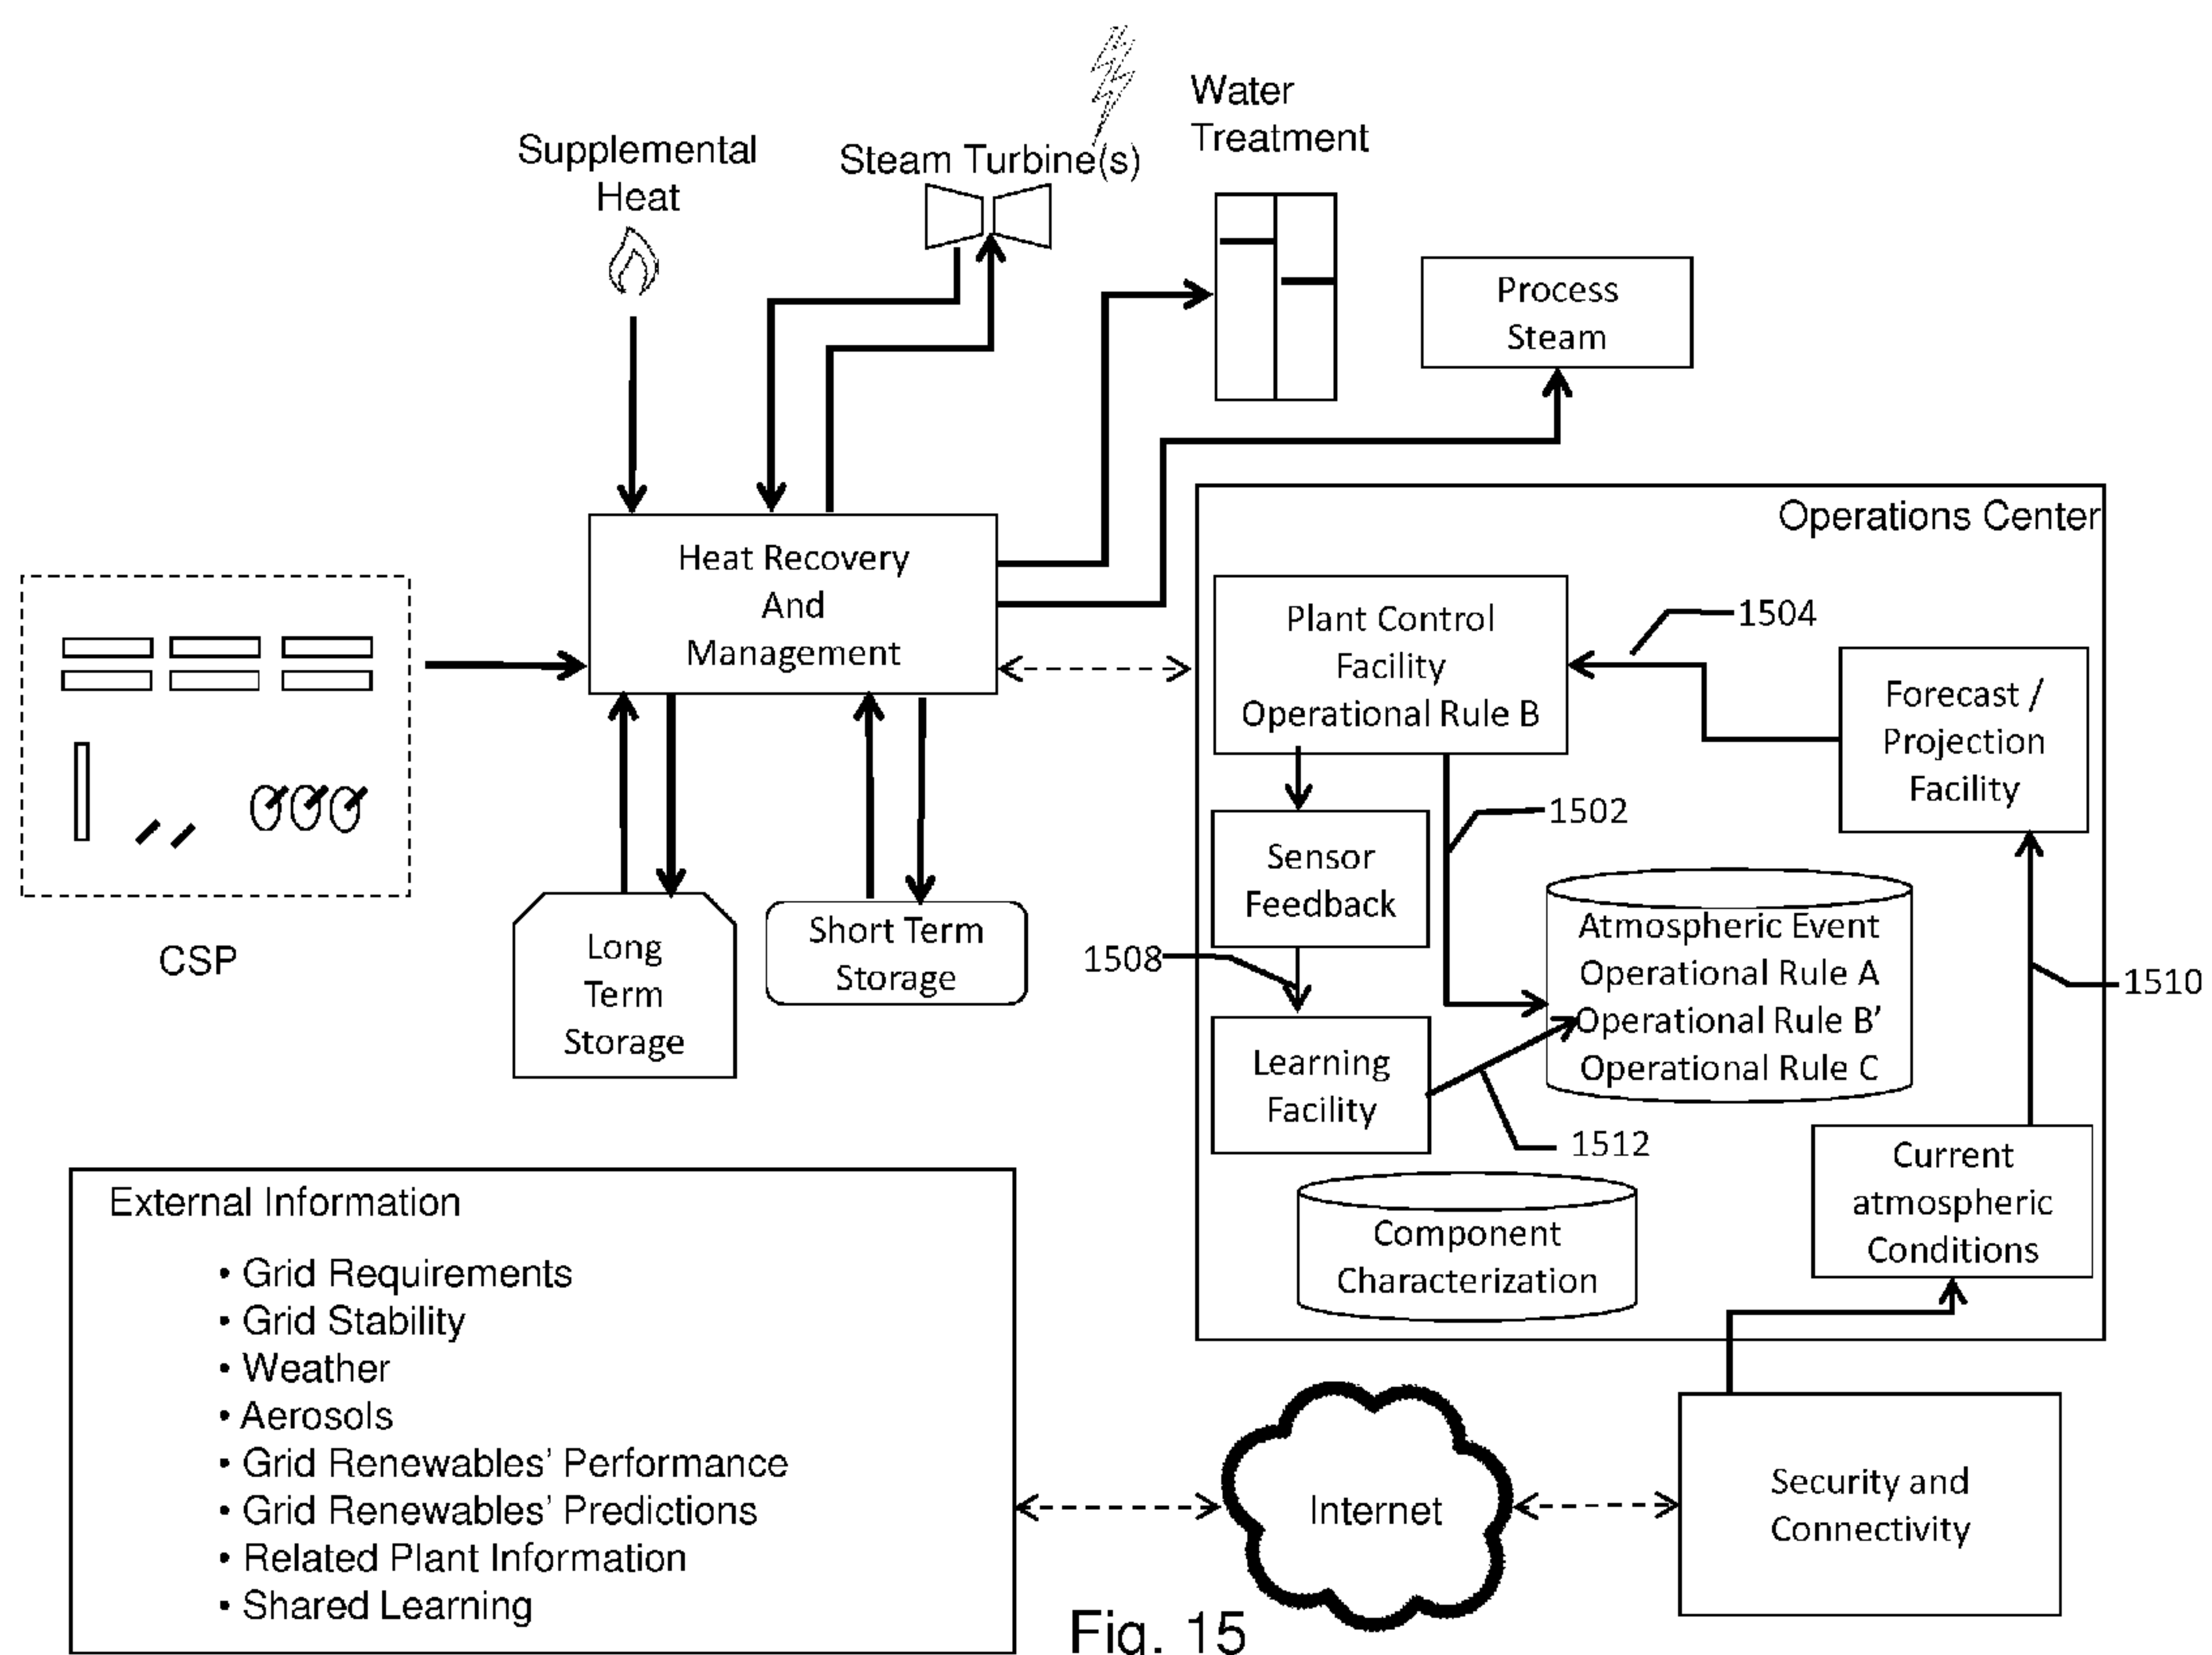 Water
Treatment
Supplemental
Heat
Steam Turbine(s)
Process
Steam
Operations Center
Heat Recovery
And
Management
Plant Control
Facility
Operational Rule B
1504
Forecast /
Projection
Facility
1502
Sensor
Feedback
CSP
Long
Term
Storage
Short Term
Storage
1508
Atmospheric Event
Operational Rule A
Operational Rule B’
Operational Rule C
1510
Learning
Facility
1512
Current
atmospheric
Conditions
Component
Characterization
External Information
• Grid Requirements
• Grid Stability
• Weather
• Aerosols
• Grid Renewables’ Performance
• Grid Renewables’ Predictions
• Related Plant Information
• Shared Learning
Internet
Security and
Connectivity
Fig. 15